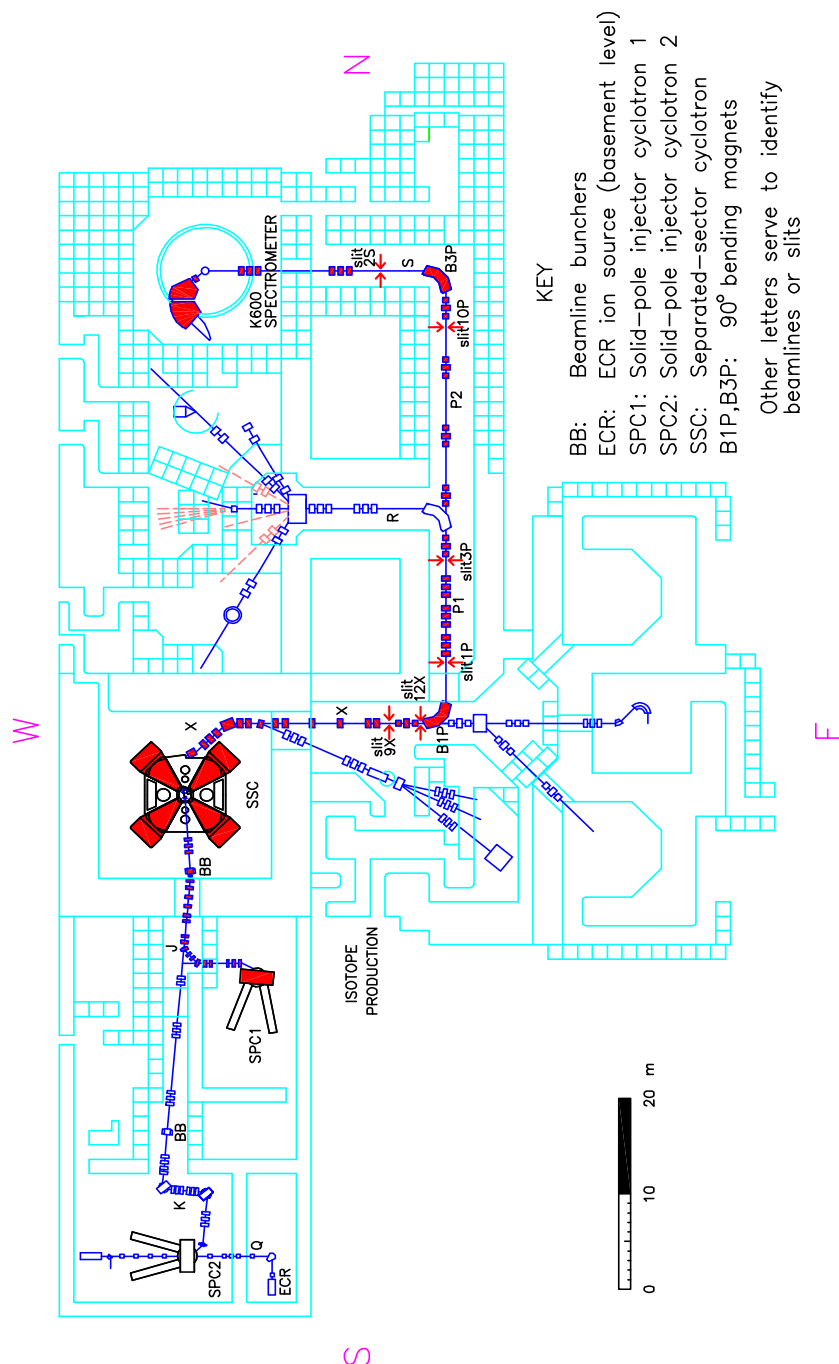 N
W
E
S
K600
SPECTROMETER
slit
2S
S
B3P
slit10P
P2
R
slit3P
P1
slit1P
slit
12X
X
X
slit
9X
B1P
SSC
BB
J
SPC1
ISOTOPE
PRODUCTION
BB
K
SPC2
Q
ECR
0
10
20
m
KEY
BB: Beamline bunchers
ECR: ECR ion source (basement level)
SPC1: Solid-pole injector cyclotron 1
SPC2: Solid-pole injector cyclotron 2
SSC: Separated-sector cyclotron
B1P,B3P: 90° bending magnets
Other letters serve to identify
beamlines or slits